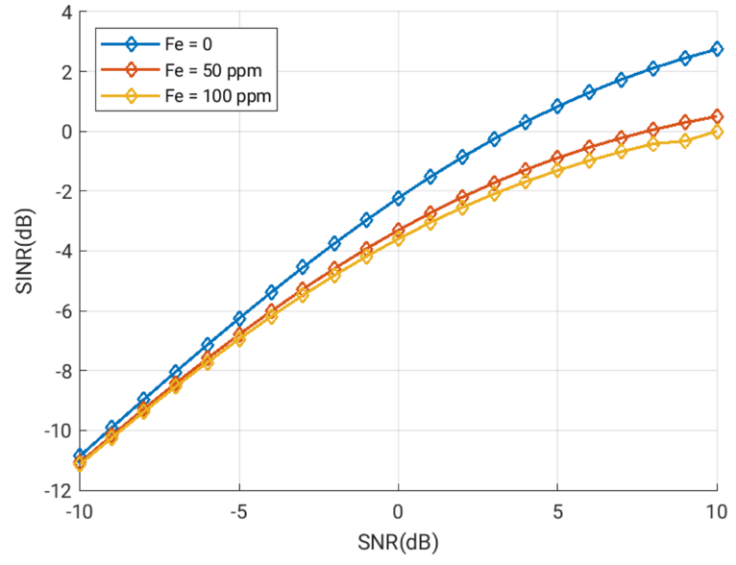 4
2
0
-2
-4
-6
-8
-10
-12
SINR(dB)
Fe = 0
Fe = 50 ppm
Fe = 100 ppm
-10 -5 0 5 10
SNR(dB)